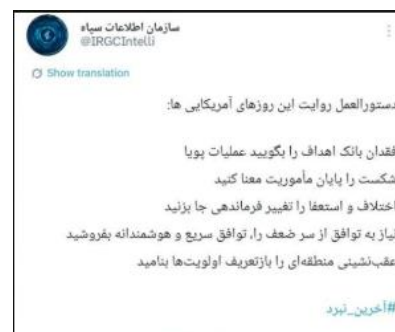 سازمان اطلاعات سپاه
@IRGCIntelli
Show translation
دستورالعمل روایت این روزهای آمریکایی ها:
فقدان بانک اهداف را بگویید عملیات پویا
شکست را پایان مأموریت معنا کنید
اختلاف و استعفا را تغییر فرماندهی جا بزنید
نیاز به توافق از سر ضعف را، توافق سریع و هوشمندانه بفروشید
عقب‌نشینی منطقه‌ای را بازتعریف اولویت‌ها بنامید
#آخرین_نبرد